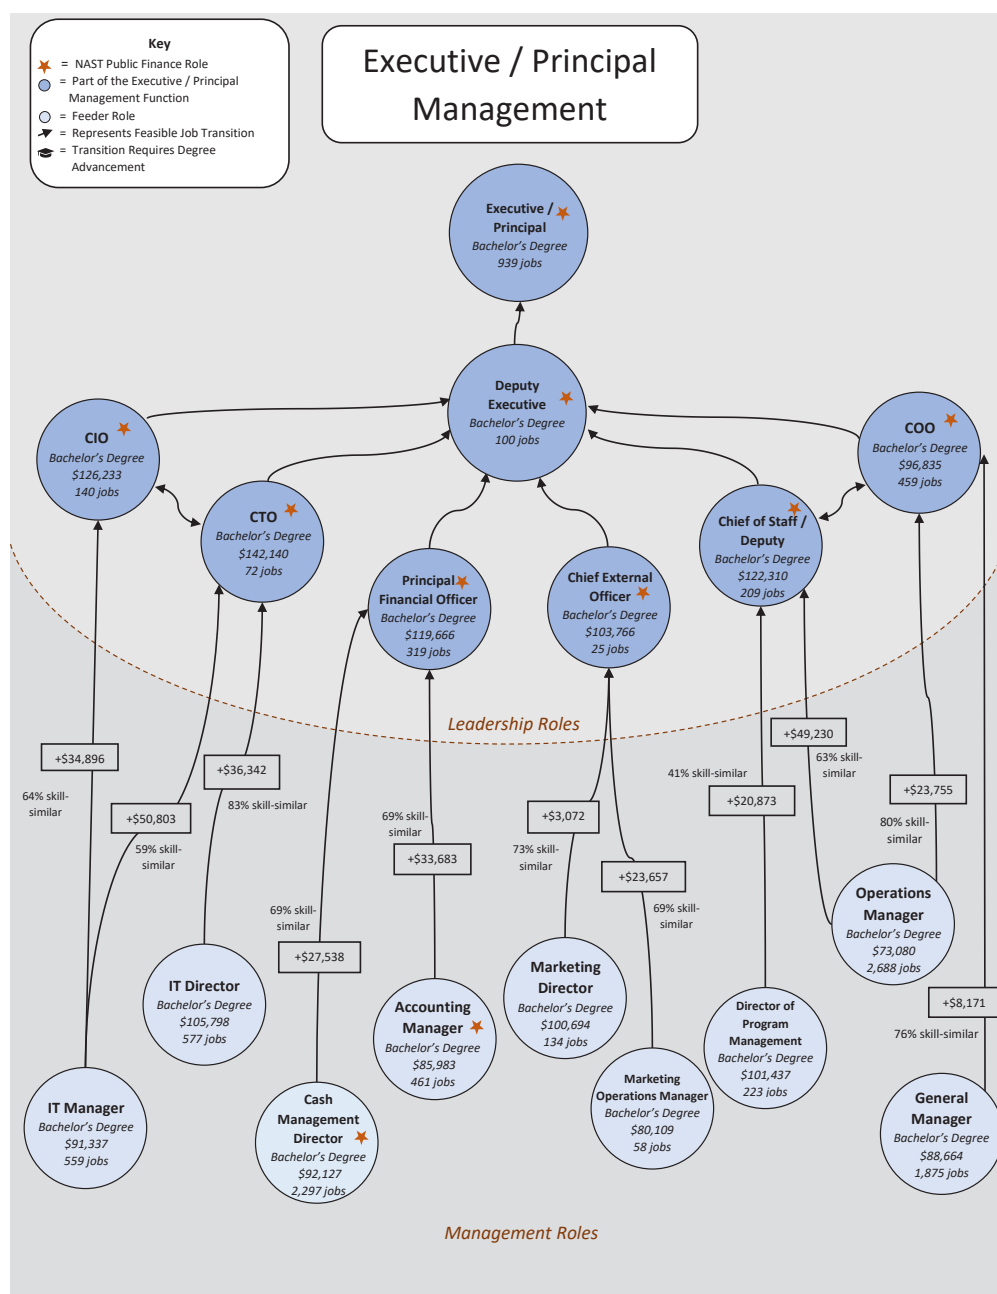 Key
= NAST Public Finance Role
= Part of the Executive / Principal
Management Function
= Feeder Role
= Represents Feasible Job Transition
= Transition Requires Degree
Advancement
Executive / Principal
Management
Executive /
Principal
Bachelor's Degree
939 jobs
Deputy
Executive
Bachelor's Degree
100 jobs
CIO
Bachelor's Degree
$126,233
140 jobs
COO
Bachelor's Degree
$96,835
459 jobs
CTO
Bachelor's Degree
$142,140
72 jobs
Chief of Staff /
Deputy
Bachelor's Degree
$122,310
209 jobs
Principal
Financial Officer
Bachelor's Degree
$119,666
319 jobs
Chief External
Officer
Bachelor's Degree
$103,766
25 jobs
Leadership Roles
+$34,896
64% skill-
similar
+$50,803
59% skill-
similar
+$36,342
83% skill-similar
69% skill-
similar
+$27,538
69% skill-
similar
+$33,683
+$3,072
73% skill-
similar
+$23,657
69% skill-
similar
41% skill-similar
+$20,873
+$49,230
63% skill-
similar
+$23,755
80% skill-
similar
+$8,171
76% skill-similar
Operations
Manager
Bachelor's Degree
$73,080
2,688 jobs
IT Director
Bachelor's Degree
$105,798
577 jobs
Accounting
Manager
Bachelor's Degree
$85,983
461 jobs
Marketing
Director
Bachelor's Degree
$100,694
134 jobs
Director of
Program
Management
Bachelor's Degree
$101,437
223 jobs
IT Manager
Bachelor's Degree
$91,337
559 jobs
Cash
Management
Director
Bachelor's Degree
$92,127
2,297 jobs
Marketing
Operations Manager
Bachelor's Degree
$80,109
58 jobs
General
Manager
Bachelor's Degree
$88,664
1,875 jobs
Management Roles